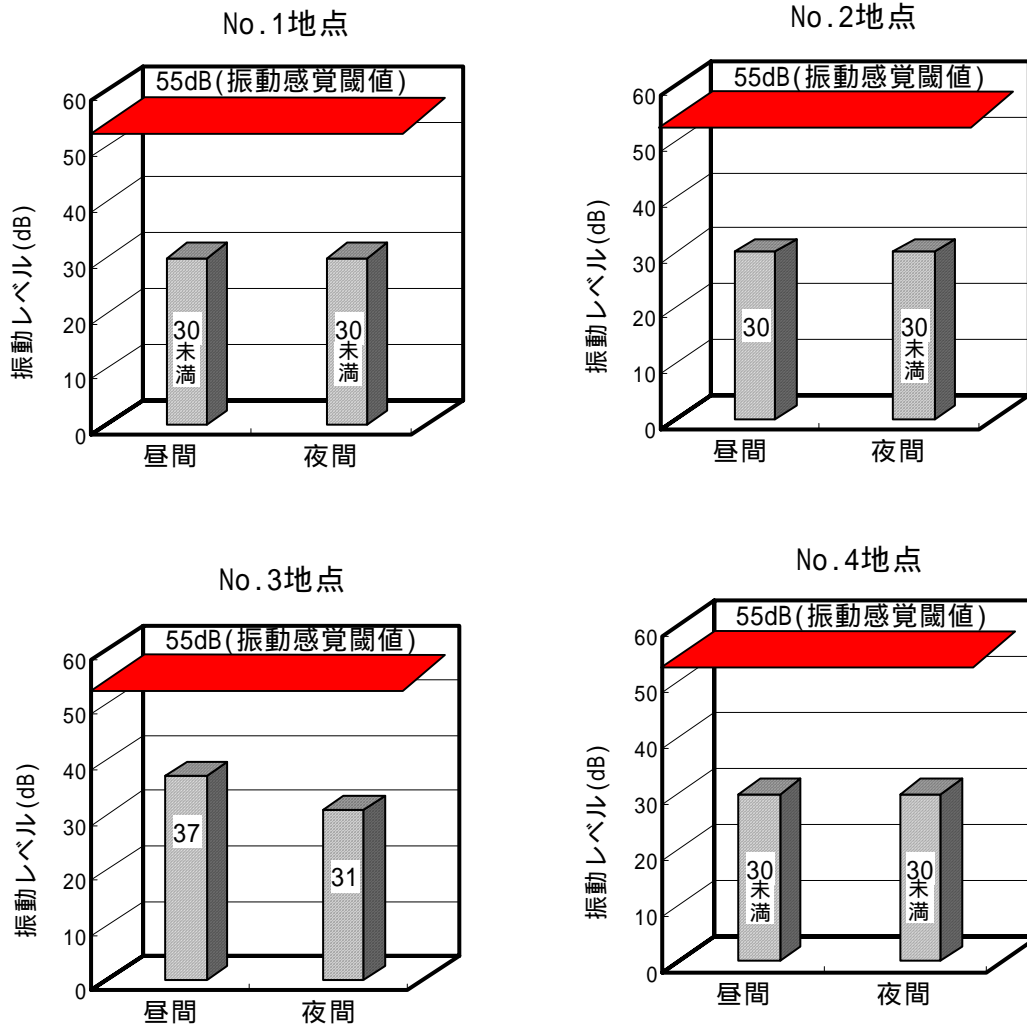 No.1地点
55dB(振動感覚閾値)
振動レベル(dB)
60
50
40
30
20
10
0
30
未
満
30
未
満
昼間
夜間
No.2地点
55dB(振動感覚閾値)
振動レベル(dB)
60
50
40
30
20
10
0
30
30
未
満
昼間
夜間
No.3地点
55dB(振動感覚閾値)
振動レベル(dB)
60
50
40
30
20
10
0
37
31
昼間
夜間
No.4地点
55dB(振動感覚閾値)
振動レベル(dB)
60
50
40
30
20
10
0
30
未
満
30
未
満
昼間
夜間